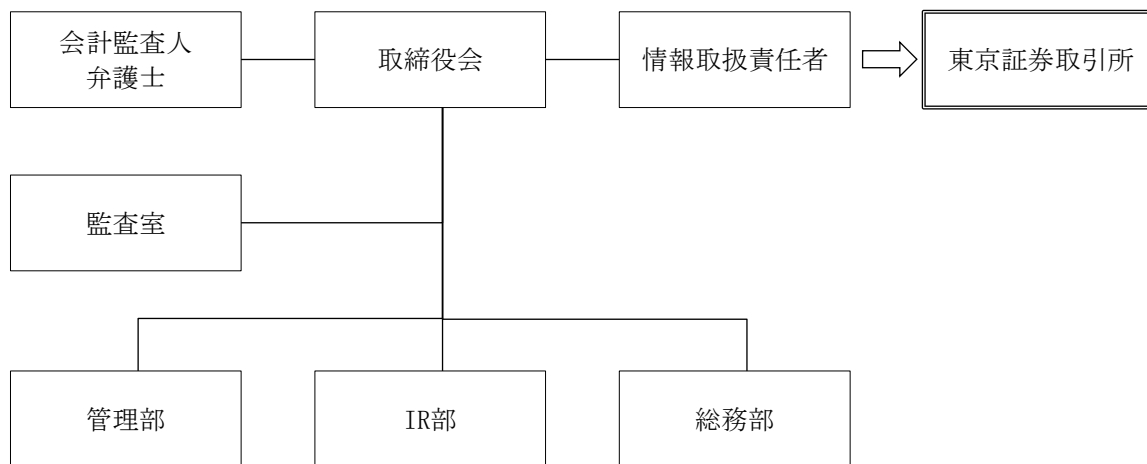 会計監査人
弁護士
取締役会
情報取扱責任者
東京証券取引所
監査室
管理部
IR部
総務部